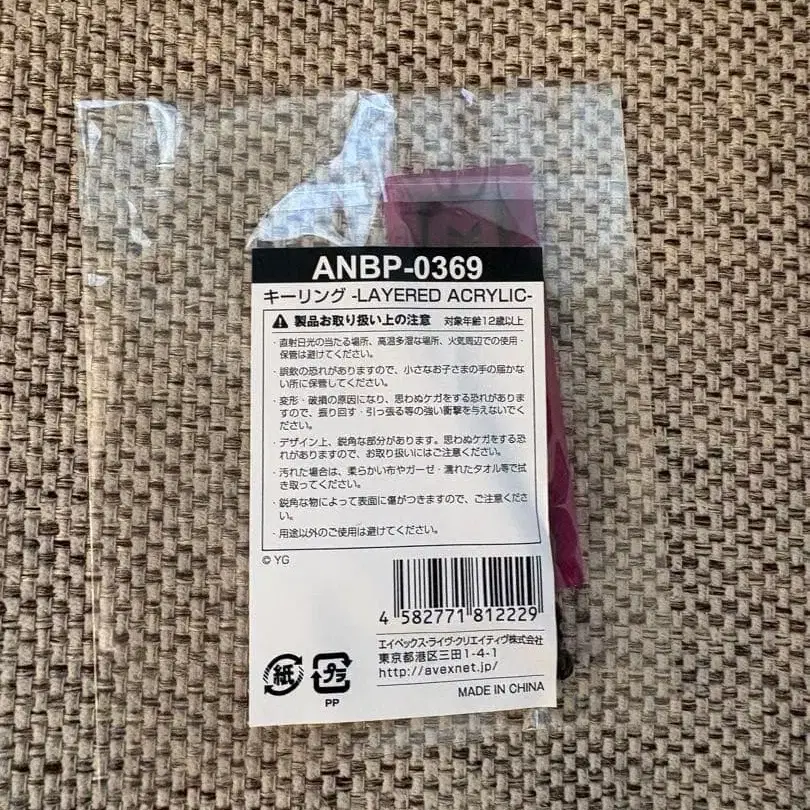 ANBP-0369
キーリング -LAYERED ACRYLIC-
製品お取り扱い上の注意 対象年齢12歳以上
・直射日光の当たる場所、高温多湿な場所、火気周辺での使用・
保管は避けてください。
・誤飲の恐れがありますので、小さなお子さまの手の届かな
い所に保管してください。
・変形・破損の原因になり、思わぬケガをする恐れがありま
すので、振り回す・引っ張る等の強い衝撃を与えないでく
ださい。
・デザイン上、鋭角な部分があります。思わぬケガをする恐
れがありますので、お取り扱いにはご注意ください。
・汚れた場合は、柔らかい布やガーゼ・濡れたタオル等で拭
き取ってください。
・鋭角な物によって表面に傷がつきますので、ご注意くださ
い。
・用途以外のご使用は避けてください。
© YG
4 582771 812229
エイベックス・ライヴ・クリエイティヴ株式会社
東京都港区三田1-4-1
http://avexnet.jp/
紙 プラ
PP
MADE IN CHINA